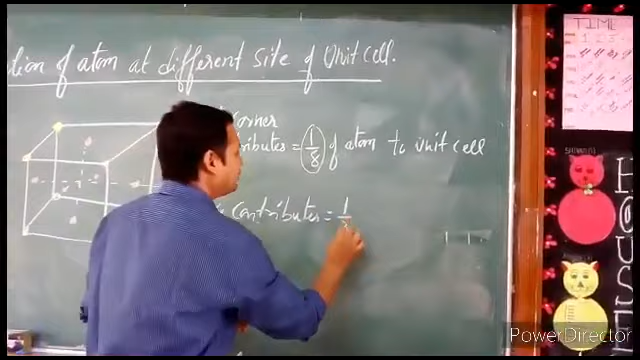 tion of atom at different site of Unit cell.
corner
tributes = 1/8 of atom to unit cell
contributes = 1
TIME
PowerDirector